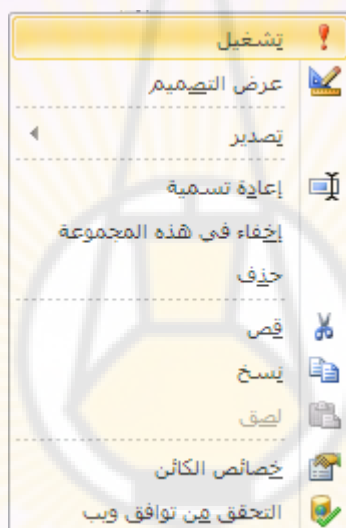 تشغيل
عرض التصميم
تصدير
إعادة تسمية
إخفاء في هذه المجموعة
حذف
قص
نسخ
لصق
خصائص الكائن
التحقق من توافق ويب